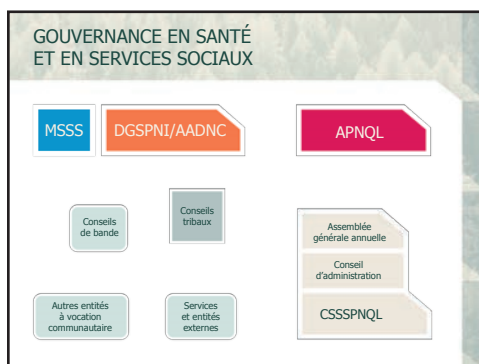 GOUVERNANCE EN SANTÉ
ET EN SERVICES SOCIAUX
MSSS
DGSPNI/AADNC
APNQL
Conseils
de bande
Conseils
tribaux
Assemblée
générale annuelle
Conseil
d'administration
CSSSPNQL
Autres entités
à vocation
communautaire
Services
et entités
externes